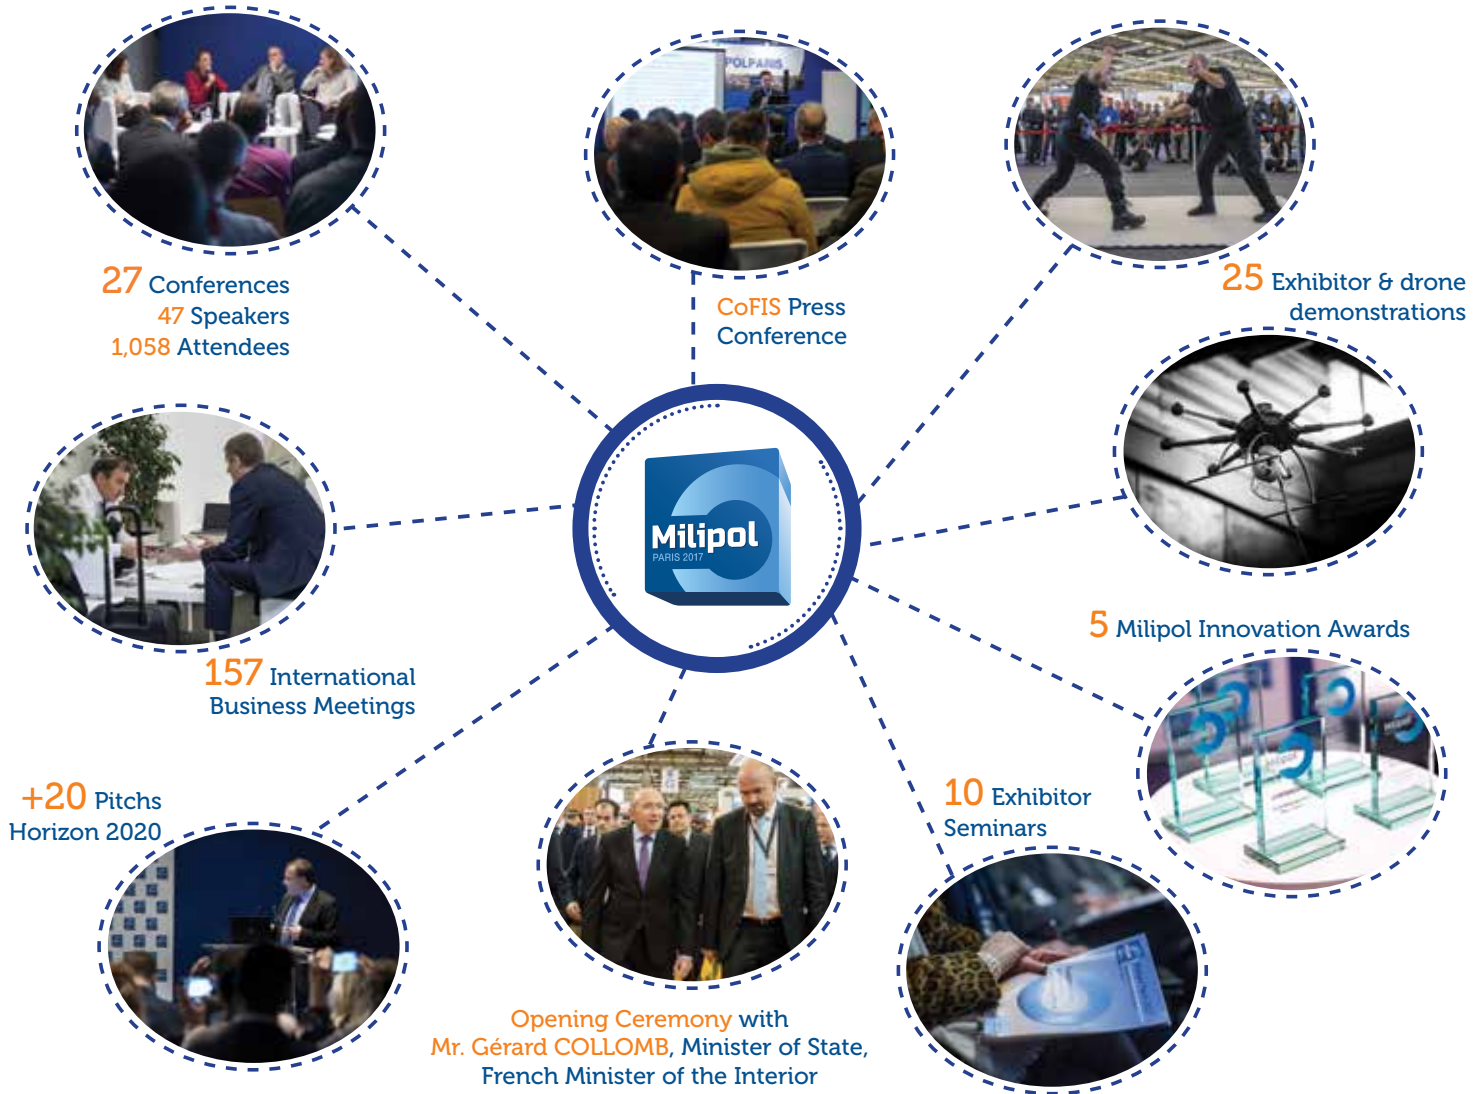 POLPARIS
27 Conferences
47 Speakers
1,058 Attendees
CoFIS Press
Conference
25 Exhibitor & drone
demonstrations
Milipol
PARIS 2017
157 International
Business Meetings
5 Milipol Innovation Awards
+20 Pitchs
Horizon 2020
10 Exhibitor
Seminars
Opening Ceremony with
Mr. Gérard COLLOMB, Minister of State,
French Minister of the Interior